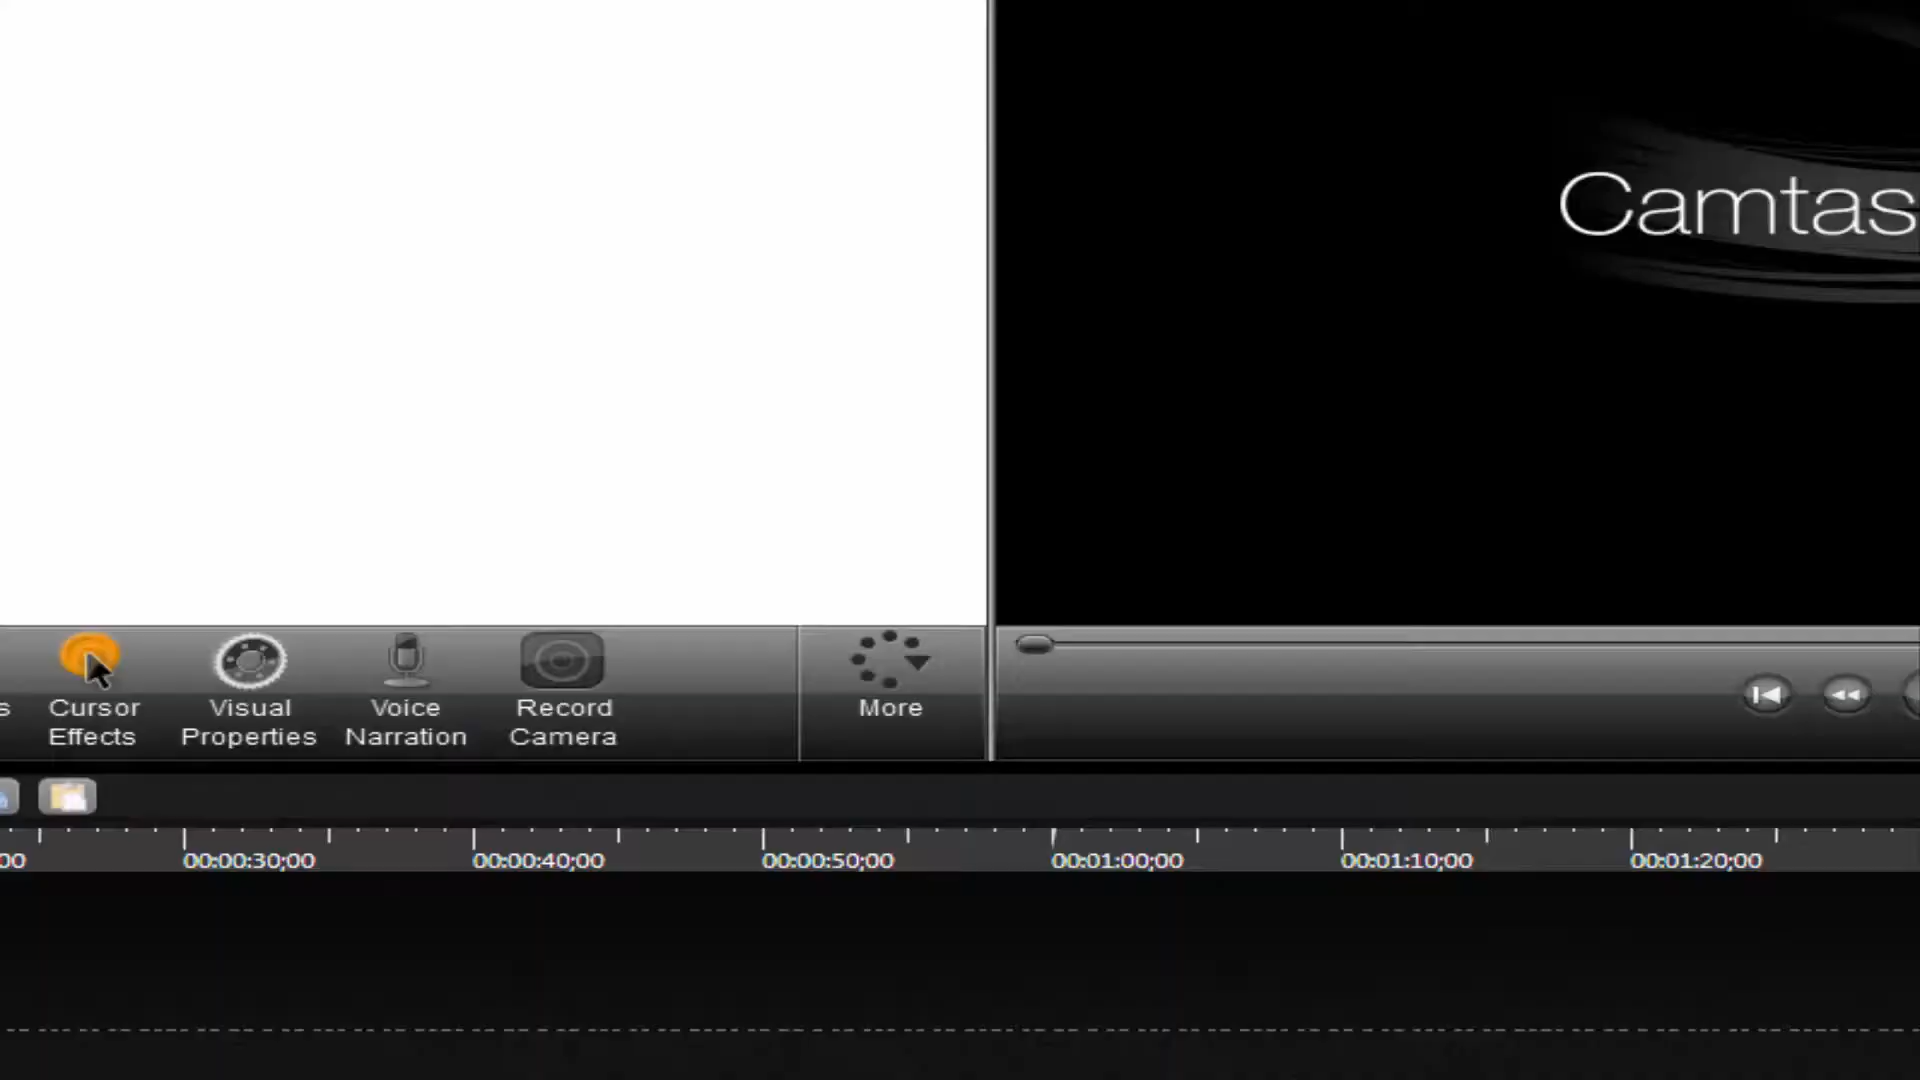 Camtas
s
Cursor
Effects
Visual
Properties
Voice
Narration
Record
Camera
More
00
00:00:30;00
00:00:40;00
00:00:50;00
00:01:00;00
00:01:10;00
00:01:20;00